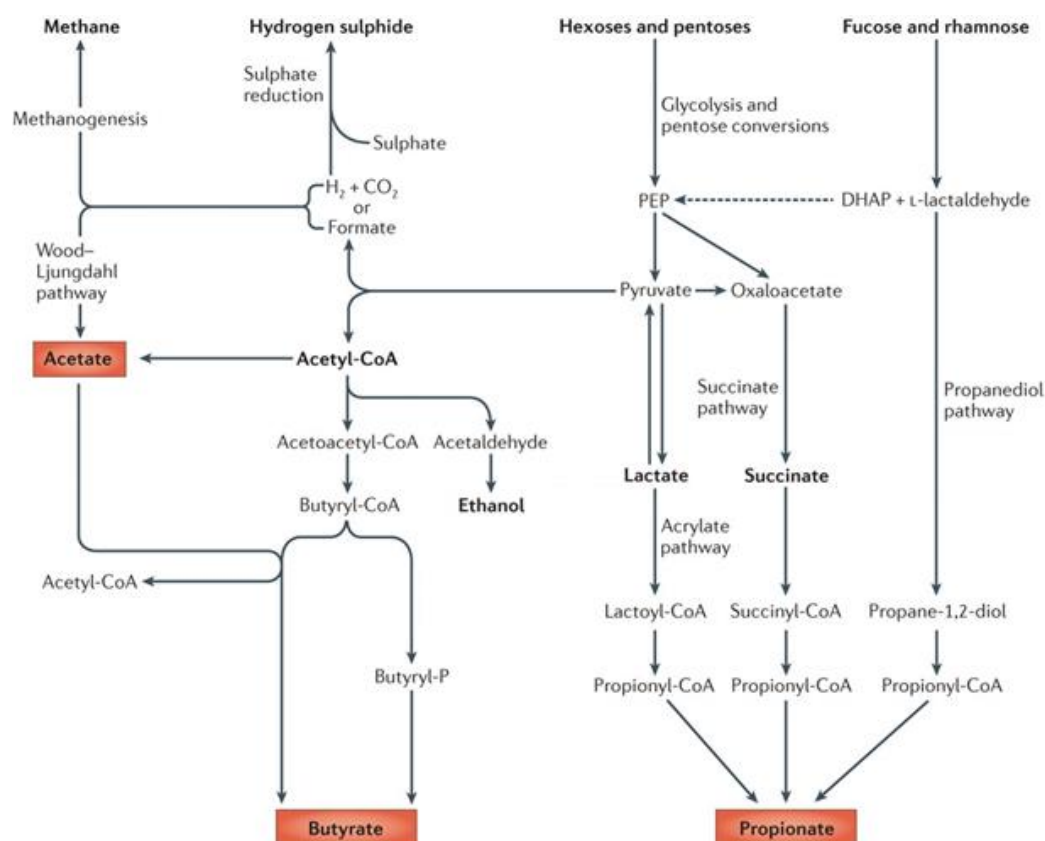 Methane
Hydrogen sulphide
Hexoses and pentoses
Fucose and rhamnose
Sulphate
reduction
Glycolysis and
pentose conversions
Methanogenesis
Sulphate
H₂ + CO₂
or
Formate
PEP
DHAP + L-lactaldehyde
Wood–
Ljungdahl
pathway
Pyruvate
Oxaloacetate
Acetate
Acetyl-CoA
Succinate
pathway
Propanediol
pathway
Acetoacetyl-CoA
Acetaldehyde
Lactate
Succinate
Butyryl-CoA
Ethanol
Acrylate
pathway
Acetyl-CoA
Lactoyl-CoA
Succinyl-CoA
Propane-1,2-diol
Butyryl-P
Propionyl-CoA
Propionyl-CoA
Propionyl-CoA
Butyrate
Propionate